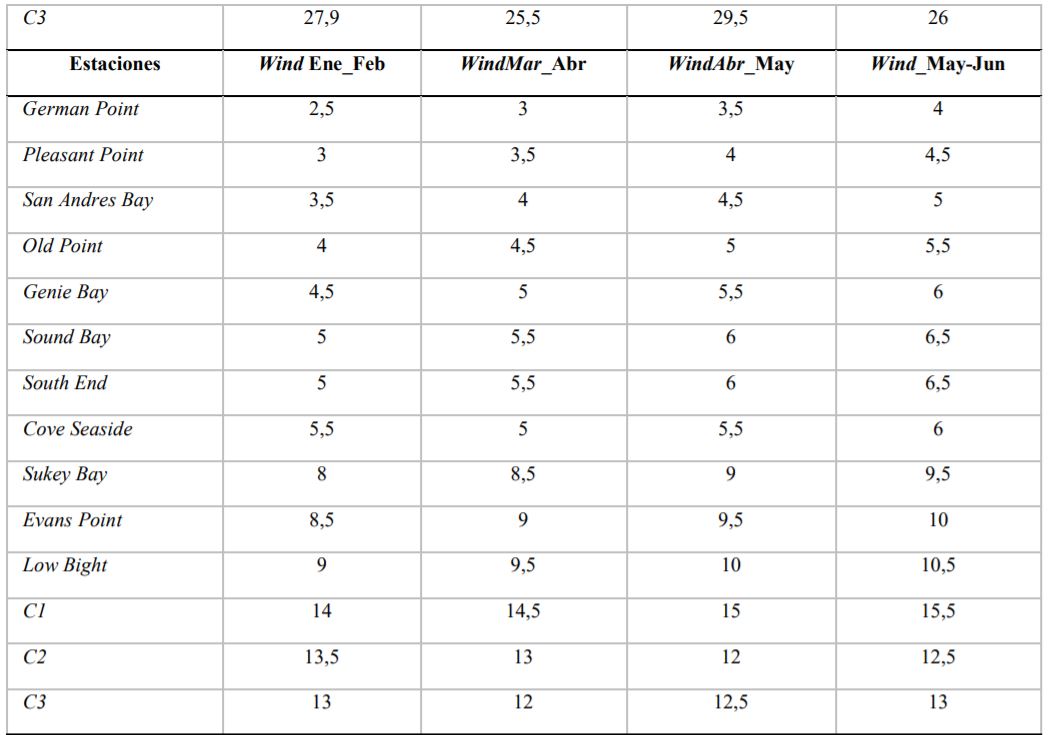 C3 27,9 25,5 29,5 26
Estaciones Wind Ene_Feb WindMar_Abr WindAbr_May Wind_May-Jun
German Point 2,5 3 3,5 4
Pleasant Point 3 3,5 4 4,5
San Andres Bay 3,5 4 4,5 5
Old Point 4 4,5 5 5,5
Genie Bay 4,5 5 5,5 6
Sound Bay 5 5,5 6 6,5
South End 5 5,5 6 6,5
Cove Seaside 5,5 5 5,5 6
Sukey Bay 8 8,5 9 9,5
Evans Point 8,5 9 9,5 10
Low Bight 9 9,5 10 10,5
C1 14 14,5 15 15,5
C2 13,5 13 12 12,5
C3 13 12 12,5 13